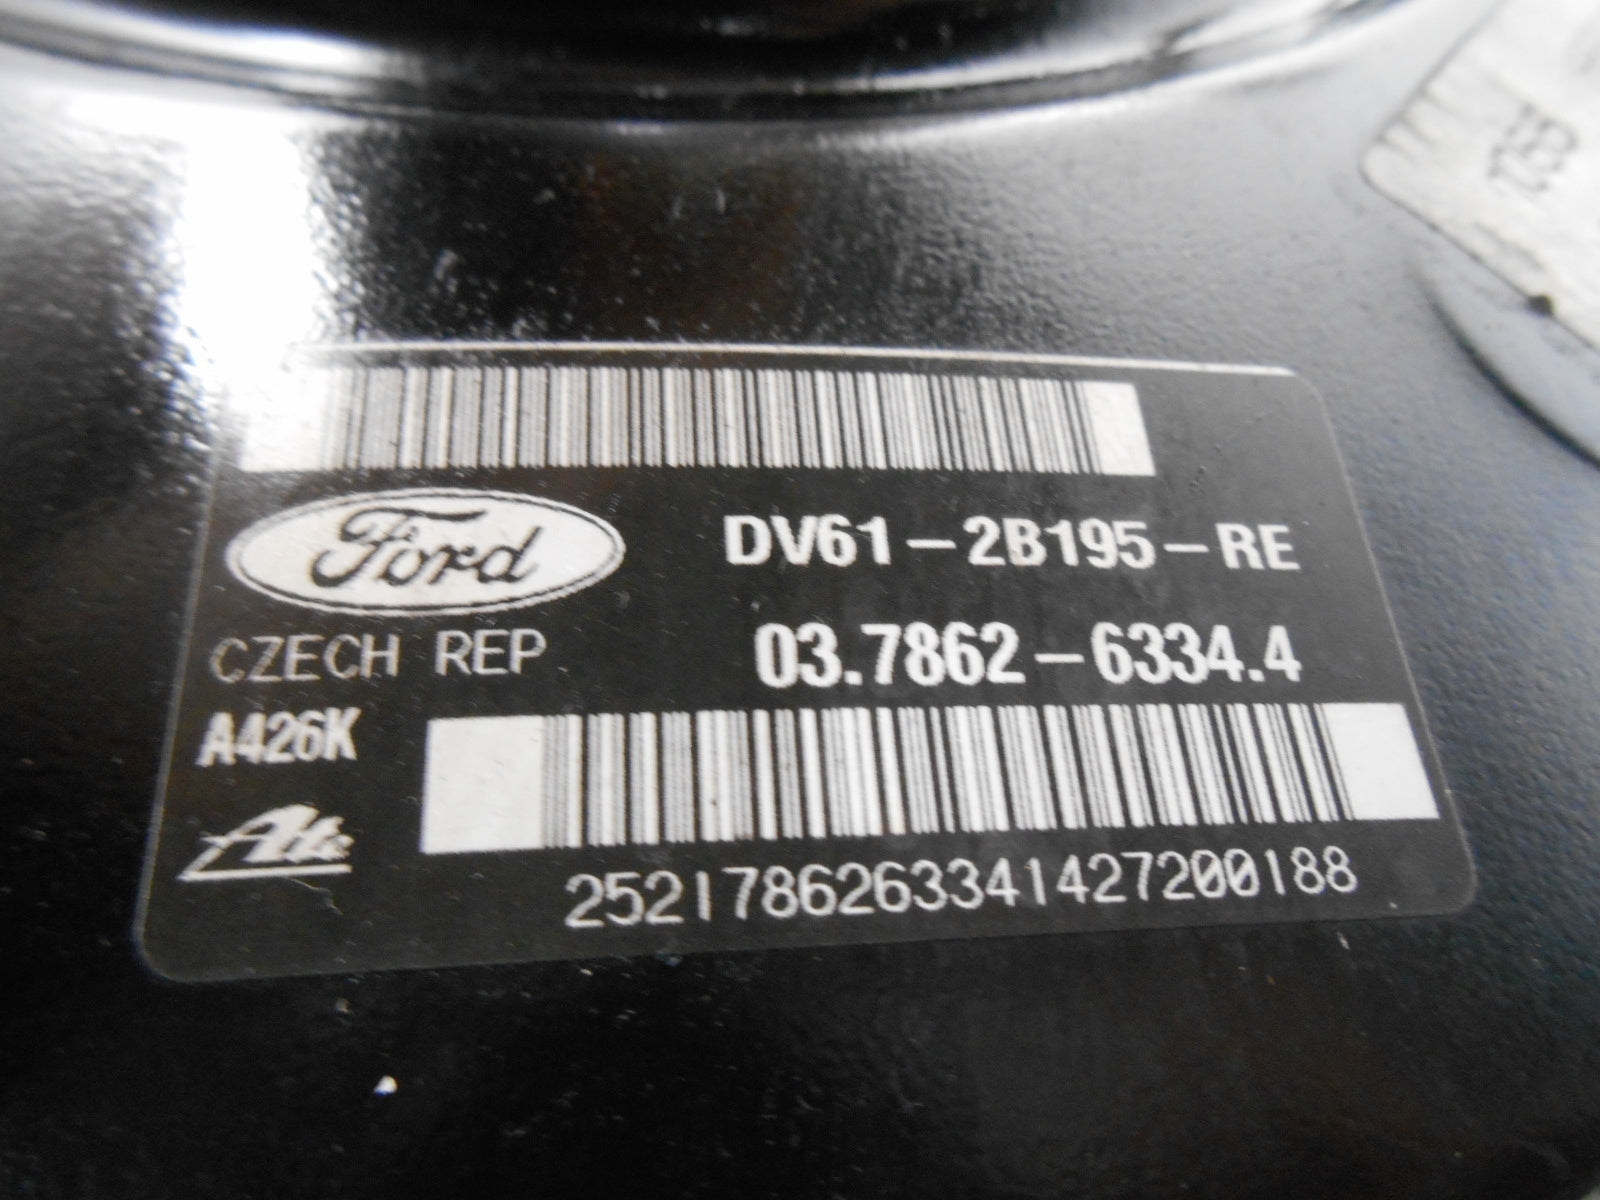 Ford
DV61-2B195-RE
CZECH REP
03.7862-6334.4
A426K
Ate
2521786263341427200188